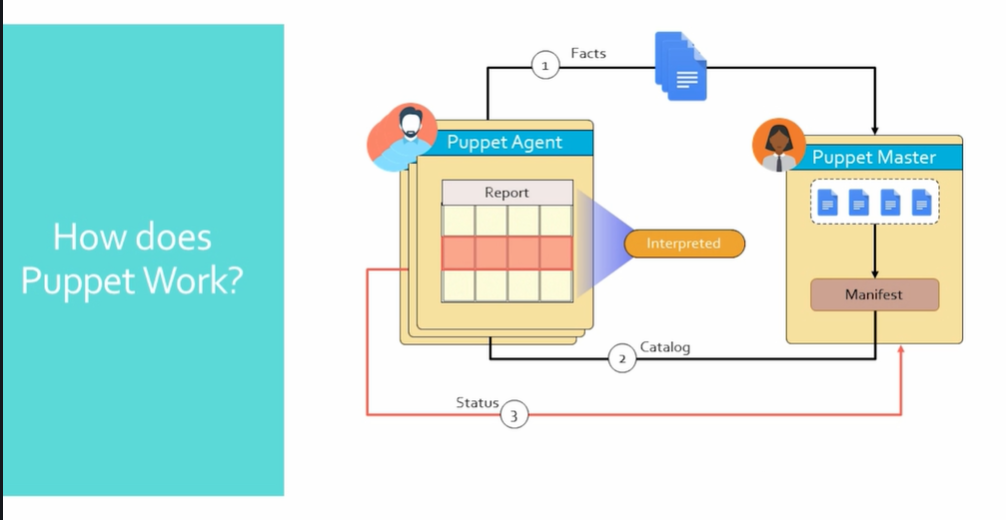 How does
Puppet Work?
1
Facts
Puppet Agent
Report
Interpreted
Puppet Master
Manifest
2
Catalog
Status
3